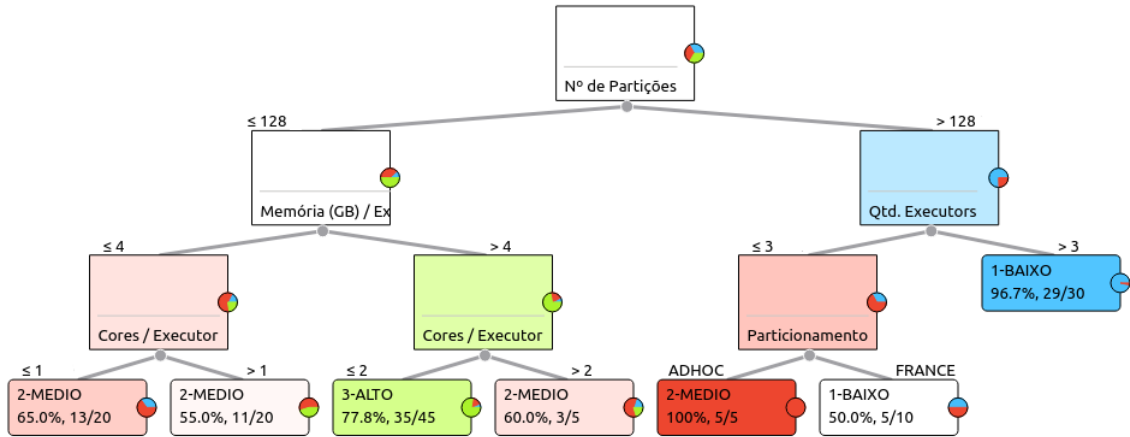 Nº de Partições
≤ 128
> 128
Memória (GB) / Ex
Qtd. Executors
≤ 4
> 4
≤ 3
> 3
Cores / Executor
Cores / Executor
Particionamento
1-BAIXO
96.7%, 29/30
≤ 1
> 1
≤ 2
> 2
ADHOC
FRANCE
2-MEDIO
65.0%, 13/20
2-MEDIO
55.0%, 11/20
3-ALTO
77.8%, 35/45
2-MEDIO
60.0%, 3/5
2-MEDIO
100%, 5/5
1-BAIXO
50.0%, 5/10